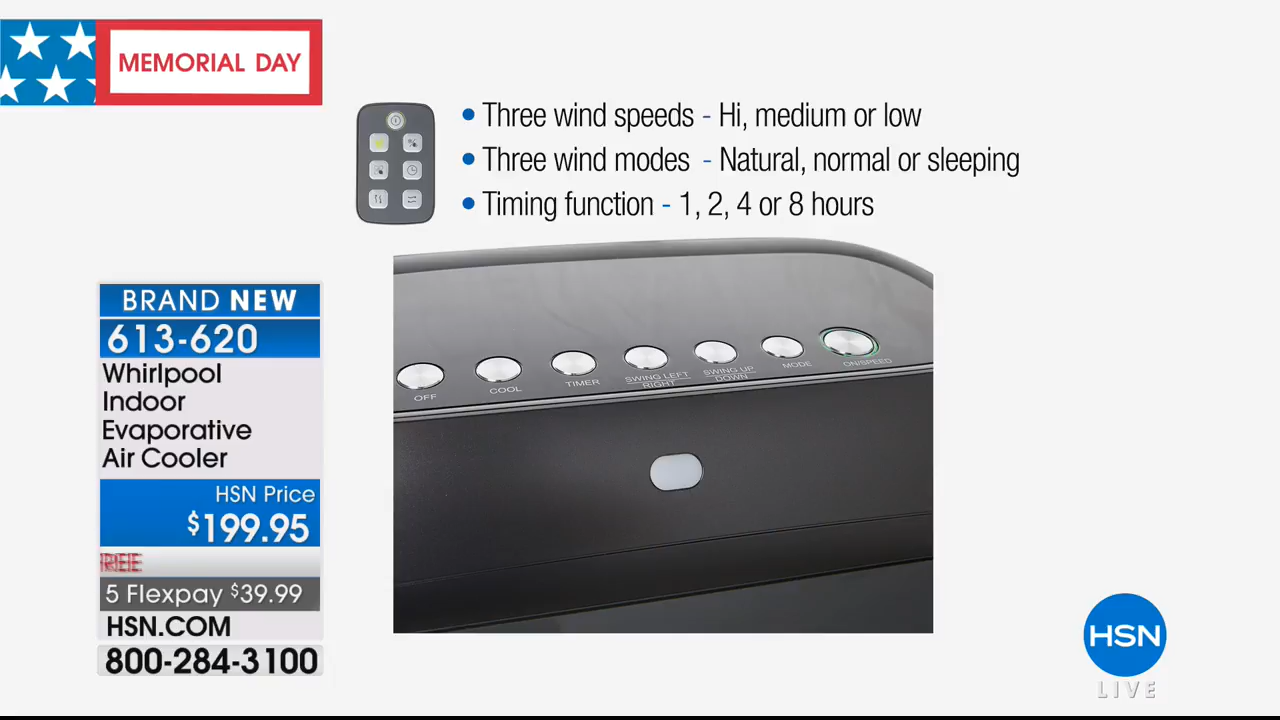 MEMORIAL DAY
• Three wind speeds - Hi, medium or low
• Three wind modes - Natural, normal or sleeping
• Timing function - 1, 2, 4 or 8 hours
OFF
COOL
TIMER
SWING LEFT
RIGHT
SWING UP
DOWN
MODE
ON/SPEED
BRAND NEW
613-620
Whirlpool
Indoor
Evaporative
Air Cooler
HSN Price
$199.95
5 Flexpay $39.99
HSN.COM
800-284-3100
HSN
LIVE